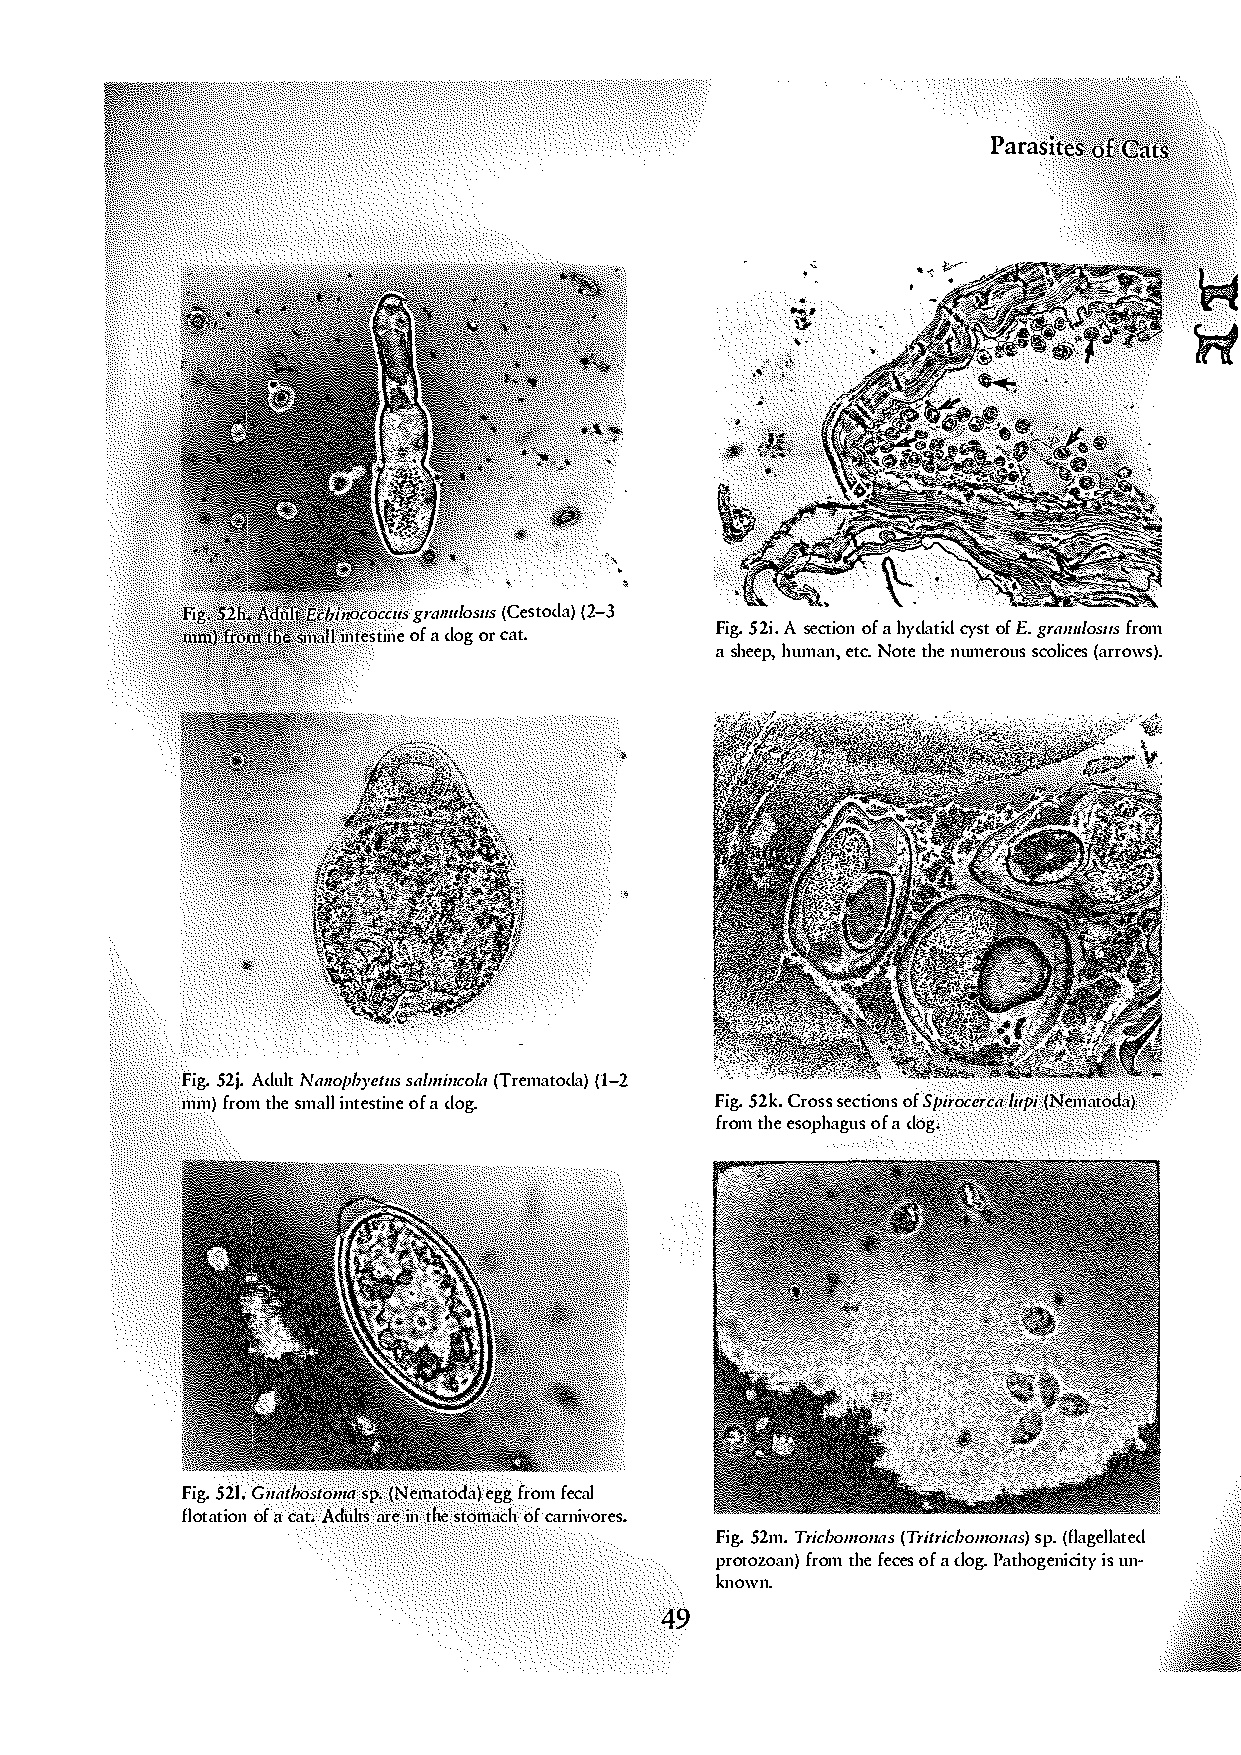 Parasites of Cats
Fig. 52h. Adult Echinococcus granulosus (Cestoda) (2–3
mm) from the small intestine of a dog or cat.
Fig. 52i. A section of a hydatid cyst of E. granulosus from
a sheep, human, etc. Note the numerous scolices (arrows).
Fig. 52j. Adult Nanophyetus salmincola (Trematoda) (1–2
mm) from the small intestine of a dog.
Fig. 52k. Cross sections of Spirocerca lupi (Nematoda)
from the esophagus of a dog.
Fig. 52l. Gnathostoma sp. (Nematoda) egg from fecal
flotation of a cat. Adults are in the stomach of carnivores.
Fig. 52m. Trichomonas (Tritrichomonas) sp. (flagellated
protozoan) from the feces of a dog. Pathogenicity is un-
known.
49